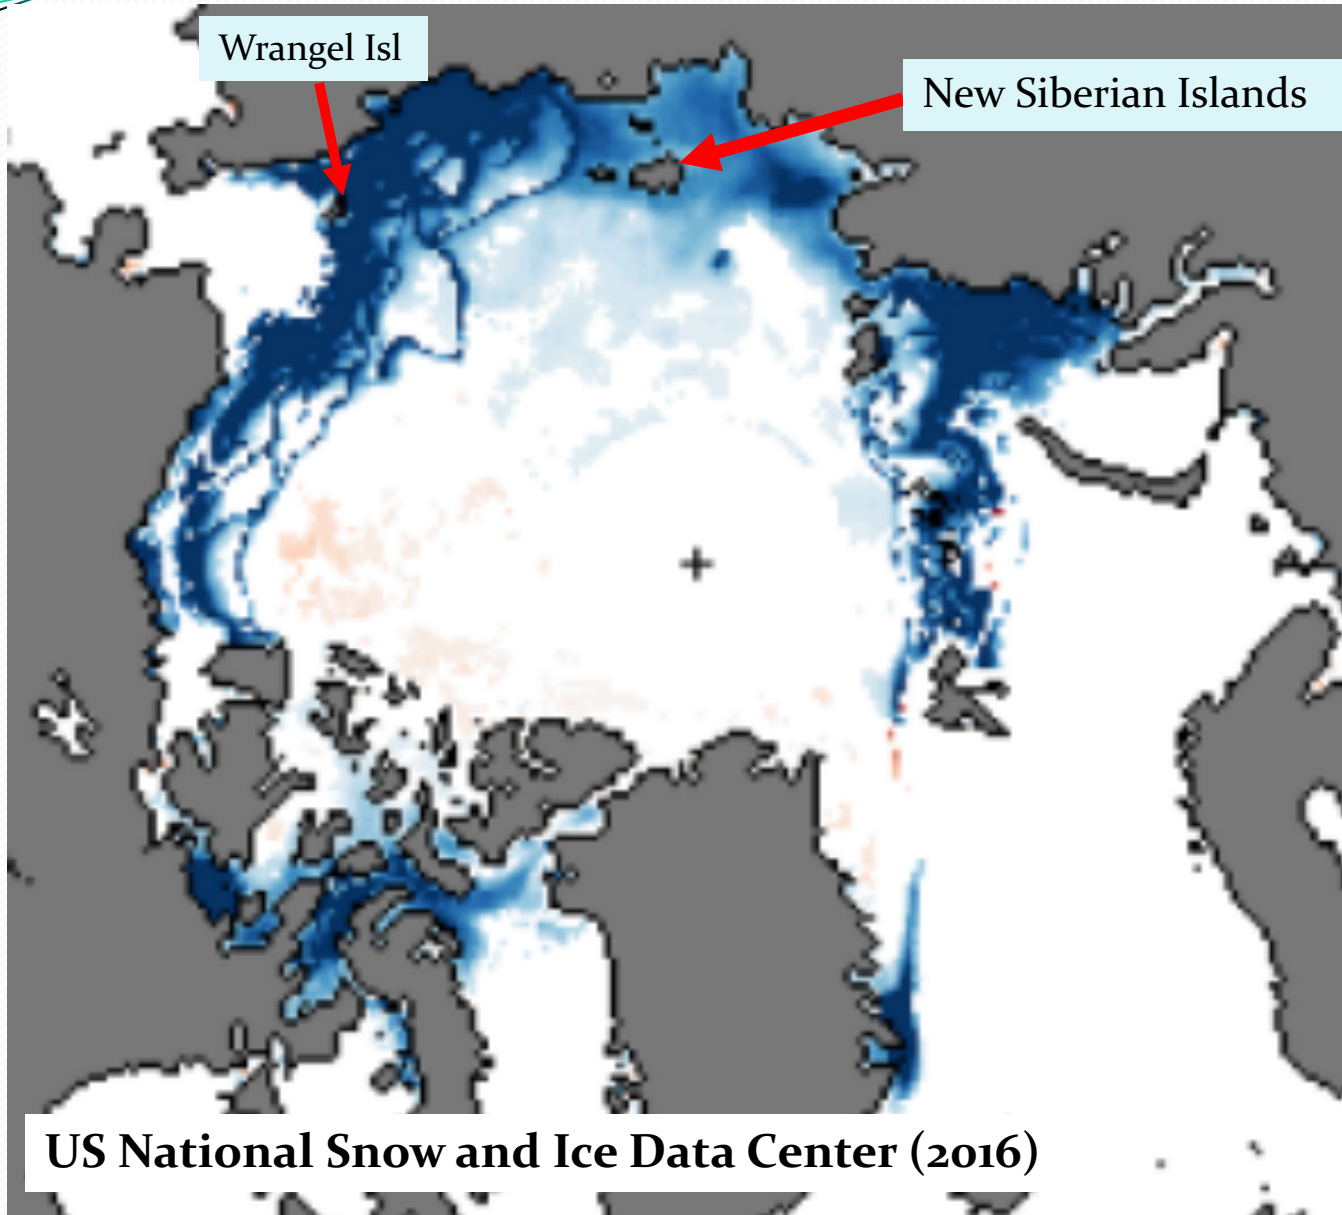 Wrangel Isl
New Siberian Islands
US National Snow and Ice Data Center (2016)